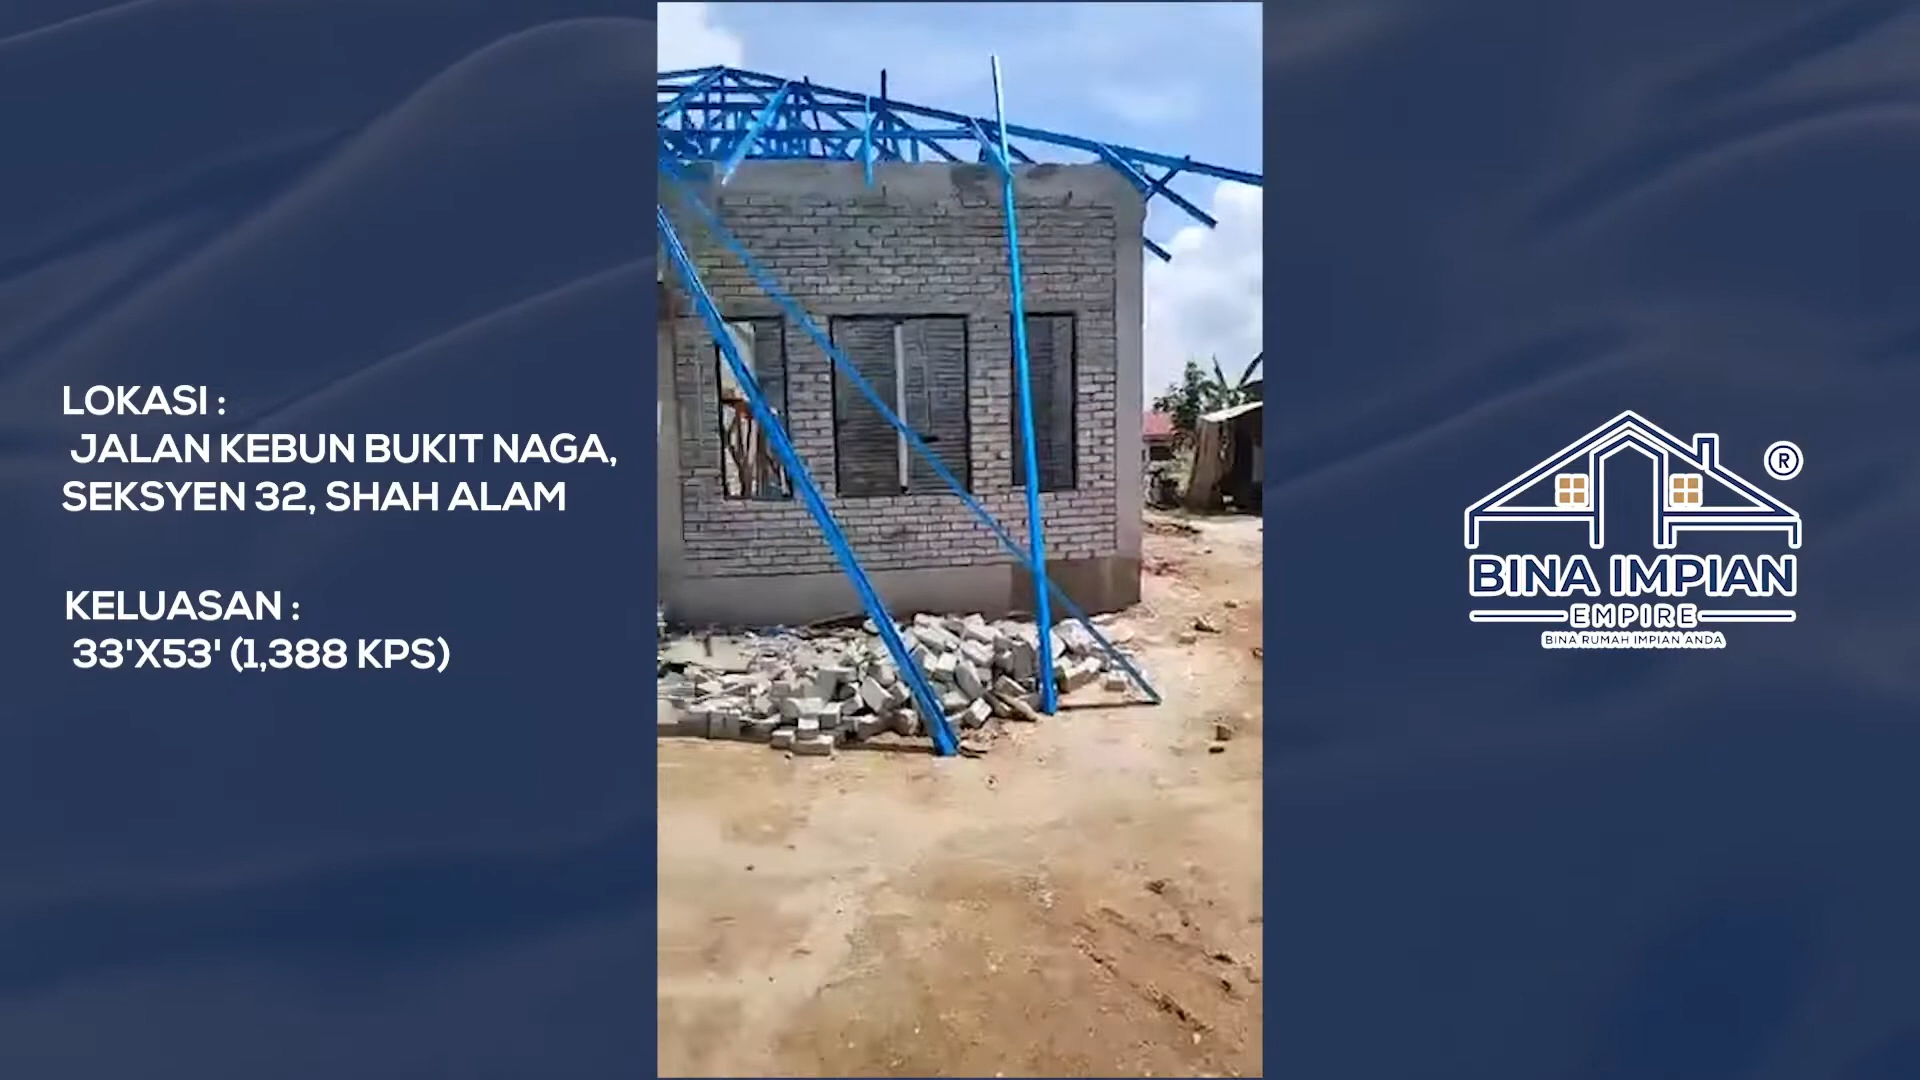 LOKASI :
JALAN KEBUN BUKIT NAGA,
SEKSYEN 32, SHAH ALAM
KELUASAN :
33'X53' (1,388 KPS)
®
BINA IMPIAN
EMPIRE
BINA RUMAH IMPIAN ANDA